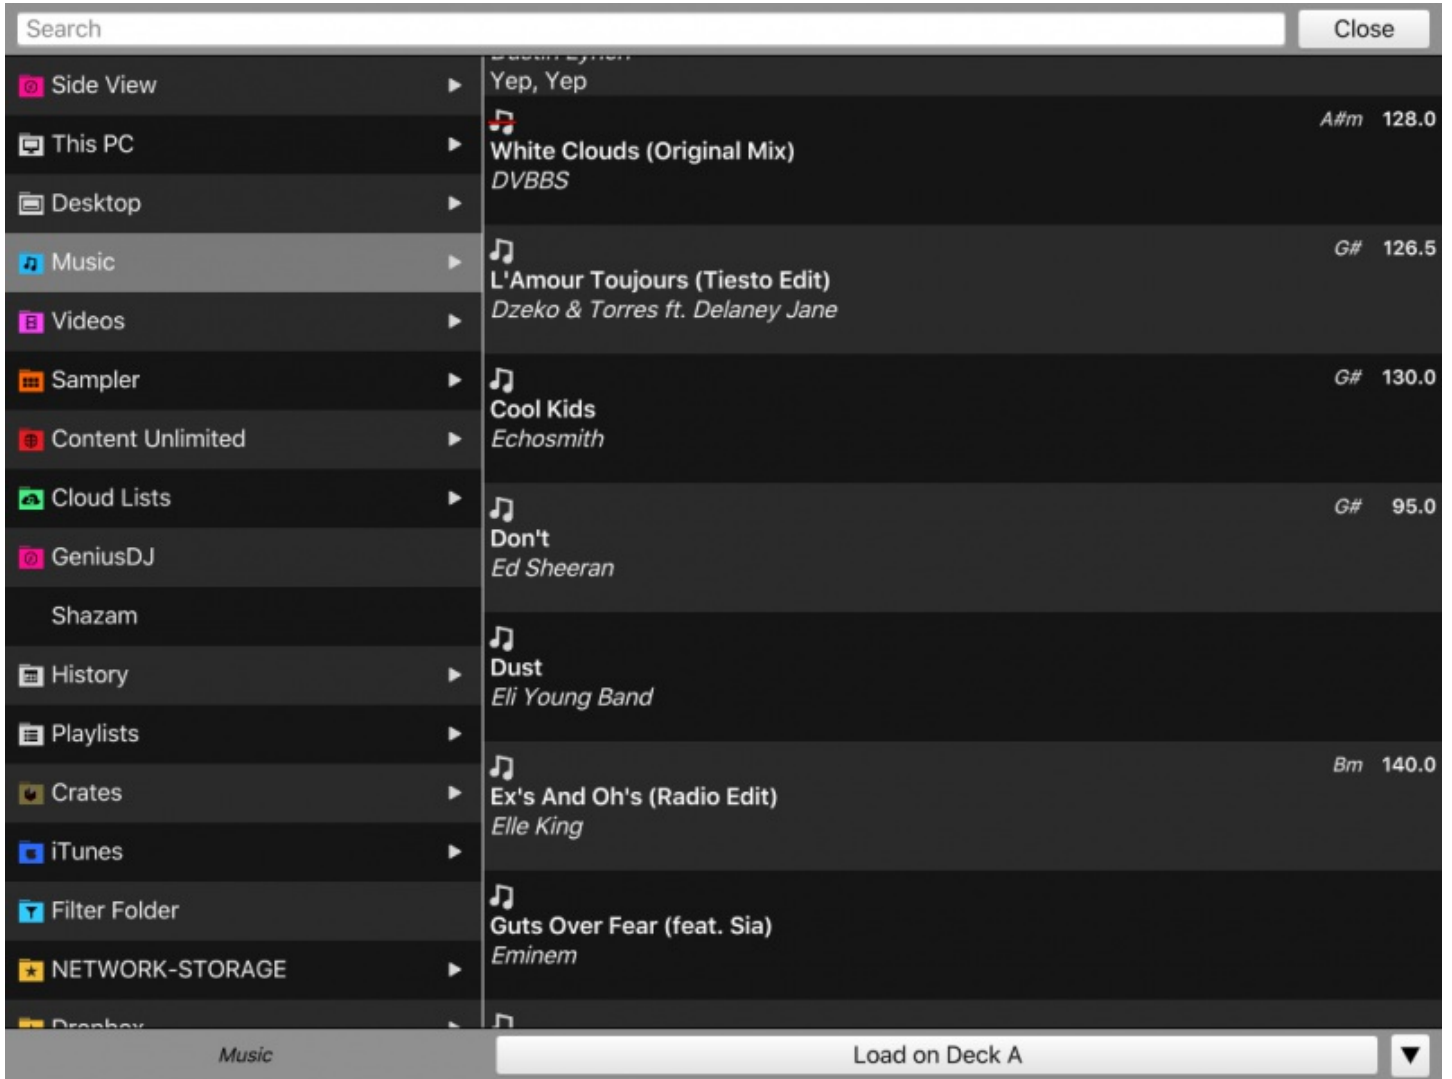 Search
Close
Side View
This PC
Desktop
Music
Videos
Sampler
Content Unlimited
Cloud Lists
GeniusDJ
Shazam
History
Playlists
Crates
iTunes
Filter Folder
NETWORK-STORAGE
Dropbox
Dustin Lynch
Yep, Yep
A#m 128.0
White Clouds (Original Mix)
DVBBS
G# 126.5
L'Amour Toujours (Tiesto Edit)
Dzeko & Torres ft. Delaney Jane
G# 130.0
Cool Kids
Echosmith
G# 95.0
Don't
Ed Sheeran
Dust
Eli Young Band
Bm 140.0
Ex's And Oh's (Radio Edit)
Elle King
Guts Over Fear (feat. Sia)
Eminem
Music
Load on Deck A